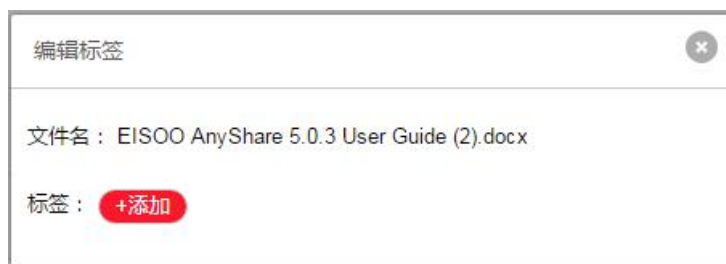 编辑标签
文件名： EISOO AnyShare 5.0.3 User Guide (2).docx
标签： +添加